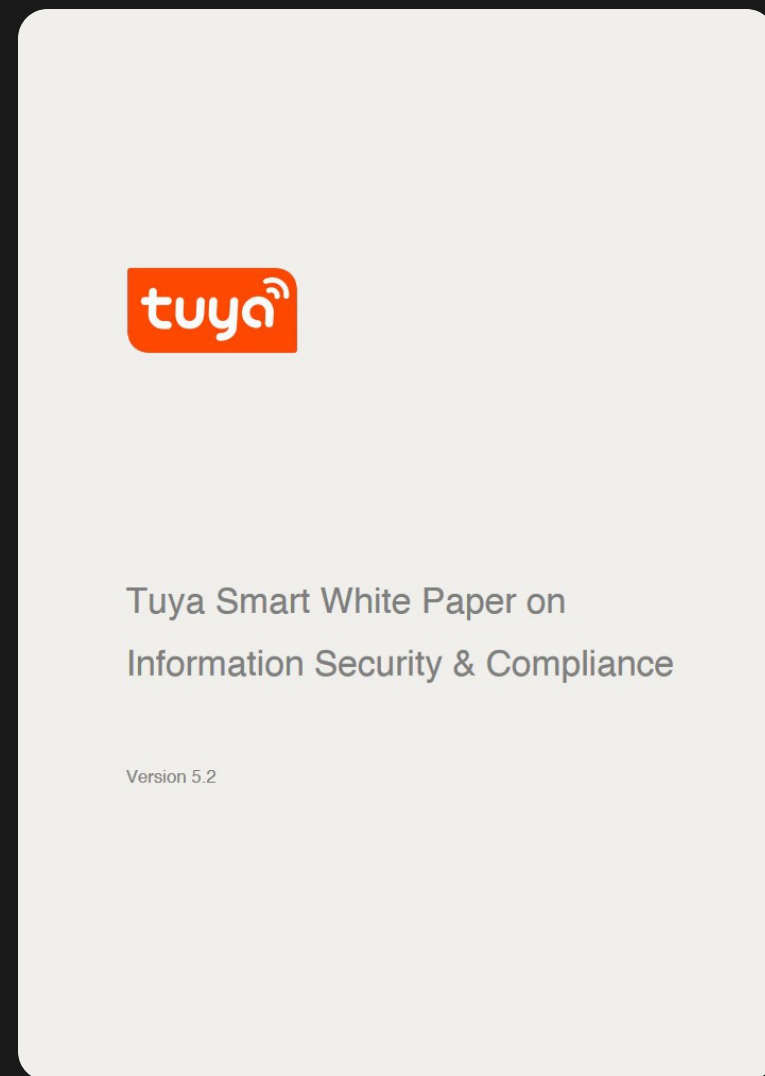 tuya
Tuya Smart White Paper on
Information Security & Compliance
Version 5.2